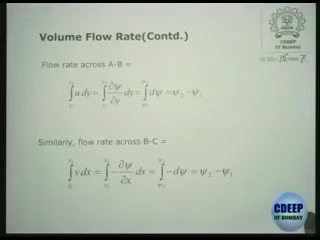 Volume Flow Rate(Contd.)
CDEEP
IIT Bombay
Flow rate across A-B =
∫ u dy = ∫ ∂ψ/∂y dy = ∫ dψ = ψ₂ − ψ₁
Similarly, flow rate across B-C =
∫ v dx = ∫ − ∂ψ/∂x dx = ∫ − dψ = ψ₂ − ψ₁
CDEEP
IIT BOMBAY